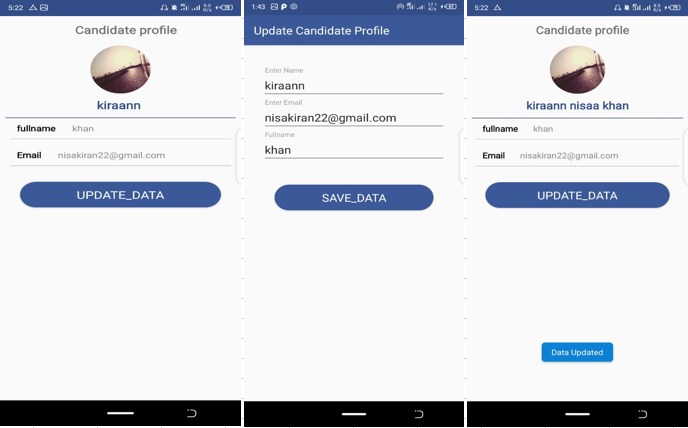 5:22
Candidate profile
kiraann
fullname khan
Email nisakiran22@gmail.com
UPDATE_DATA
1:43
Update Candidate Profile
Enter Name
kiraann
Enter Email
nisakiran22@gmail.com
Fullname
khan
SAVE_DATA
5:22
Candidate profile
kiraann nisaa khan
fullname khan
Email nisakiran22@gmail.com
UPDATE_DATA
Data Updated